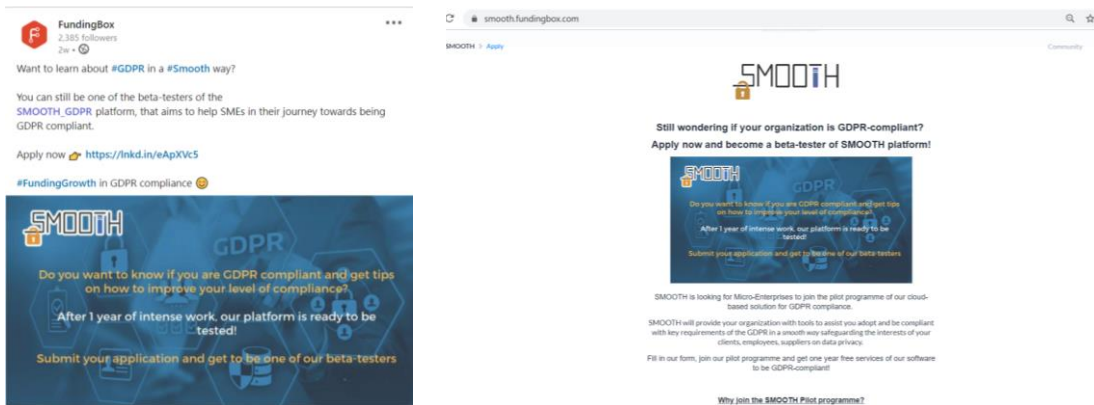 FundingBox
2,385 followers
2w •
Want to learn about #GDPR in a #Smooth way?
You can still be one of the beta-testers of the
SMOOTH_GDPR platform, that aims to help SMEs in their journey towards being
GDPR compliant.
Apply now 👉 https://lnkd.in/eApXVc5
#FundingGrowth in GDPR compliance 😊
SMOOTH
GDPR
Do you want to know if you are GDPR compliant and get tips
on how to improve your level of compliance?
After 1 year of intense work, our platform is ready to be
tested!
Submit your application and get to be one of our beta-testers
smooth.fundingbox.com
SMOOTH > Apply
Community
SMOOTH
Still wondering if your organization is GDPR-compliant?
Apply now and become a beta-tester of SMOOTH platform!
SMOOTH
GDPR
Do you want to know if you are GDPR compliant and get tips
on how to improve your level of compliance?
After 1 year of intense work, our platform is ready to be
tested!
Submit your application and get to be one of our beta-testers
SMOOTH is looking for Micro-Enterprises to join the pilot programme of our cloud-
based solution for GDPR compliance.
SMOOTH will provide your organization with tools to assist you adopt and be compliant
with key requirements of the GDPR in a smooth way safeguarding the interests of your
clients, employees, suppliers on data privacy.
Fill in our form, join our pilot programme and get one year free services of our software
to be GDPR-compliant!
Why join the SMOOTH Pilot programme?